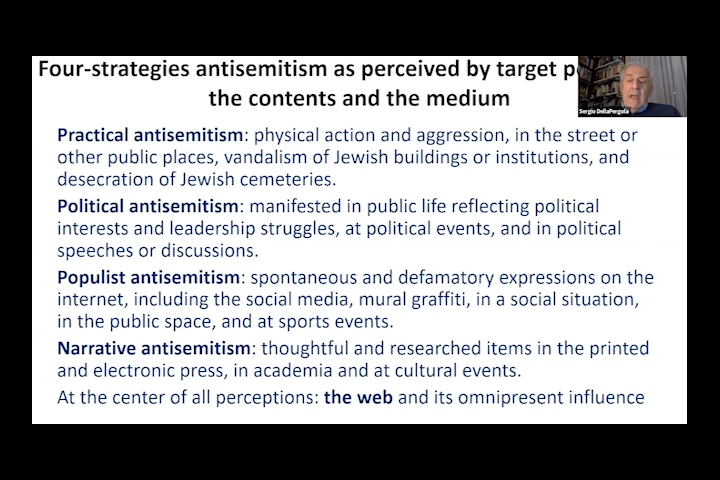 Four-strategies antisemitism as perceived by target
the contents and the medium
Sergio DellaPergola
Practical antisemitism: physical action and aggression, in the street or
other public places, vandalism of Jewish buildings or institutions, and
desecration of Jewish cemeteries.
Political antisemitism: manifested in public life reflecting political
interests and leadership struggles, at political events, and in political
speeches or discussions.
Populist antisemitism: spontaneous and defamatory expressions on the
internet, including the social media, mural graffiti, in a social situation,
in the public space, and at sports events.
Narrative antisemitism: thoughtful and researched items in the printed
and electronic press, in academia and at cultural events.
At the center of all perceptions: the web and its omnipresent influence